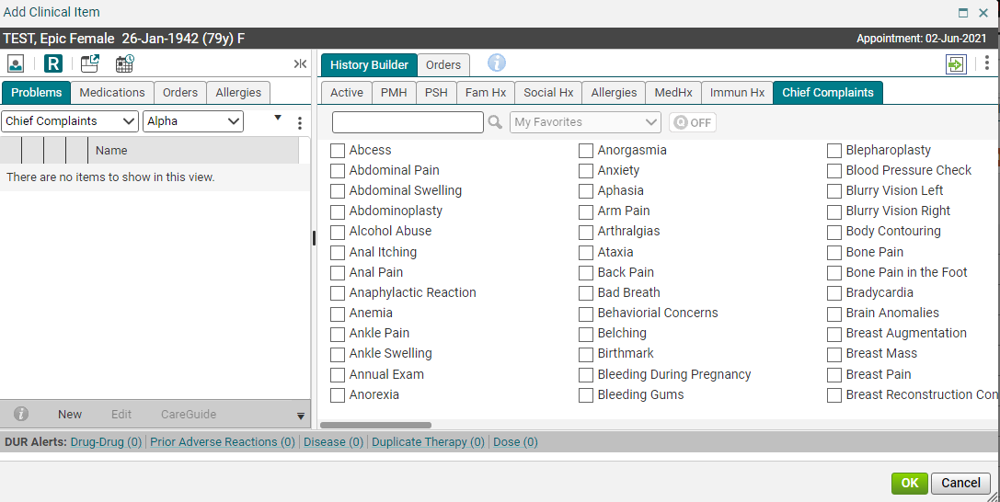 Add Clinical Item
TEST, Epic Female 26-Jan-1942 (79y) F
Appointment: 02-Jun-2021
R
History Builder
Orders
Problems
Medications
Orders
Allergies
Active
PMH
PSH
Fam Hx
Social Hx
Allergies
MedHx
Immun Hx
Chief Complaints
Chief Complaints
Alpha
My Favorites
OFF
Name
There are no items to show in this view.
Abcess
Abdominal Pain
Abdominal Swelling
Abdominoplasty
Alcohol Abuse
Anal Itching
Anal Pain
Anaphylactic Reaction
Anemia
Ankle Pain
Ankle Swelling
Annual Exam
Anorexia
Anorgasmia
Anxiety
Aphasia
Arm Pain
Arthralgias
Ataxia
Back Pain
Bad Breath
Behaviorial Concerns
Belching
Birthmark
Bleeding During Pregnancy
Bleeding Gums
Blepharoplasty
Blood Pressure Check
Blurry Vision Left
Blurry Vision Right
Body Contouring
Bone Pain
Bone Pain in the Foot
Bradycardia
Brain Anomalies
Breast Augmentation
Breast Mass
Breast Pain
Breast Reconstruction Con
New
Edit
CareGuide
DUR Alerts: Drug-Drug (0) | Prior Adverse Reactions (0) | Disease (0) | Duplicate Therapy (0) | Dose (0)
OK
Cancel